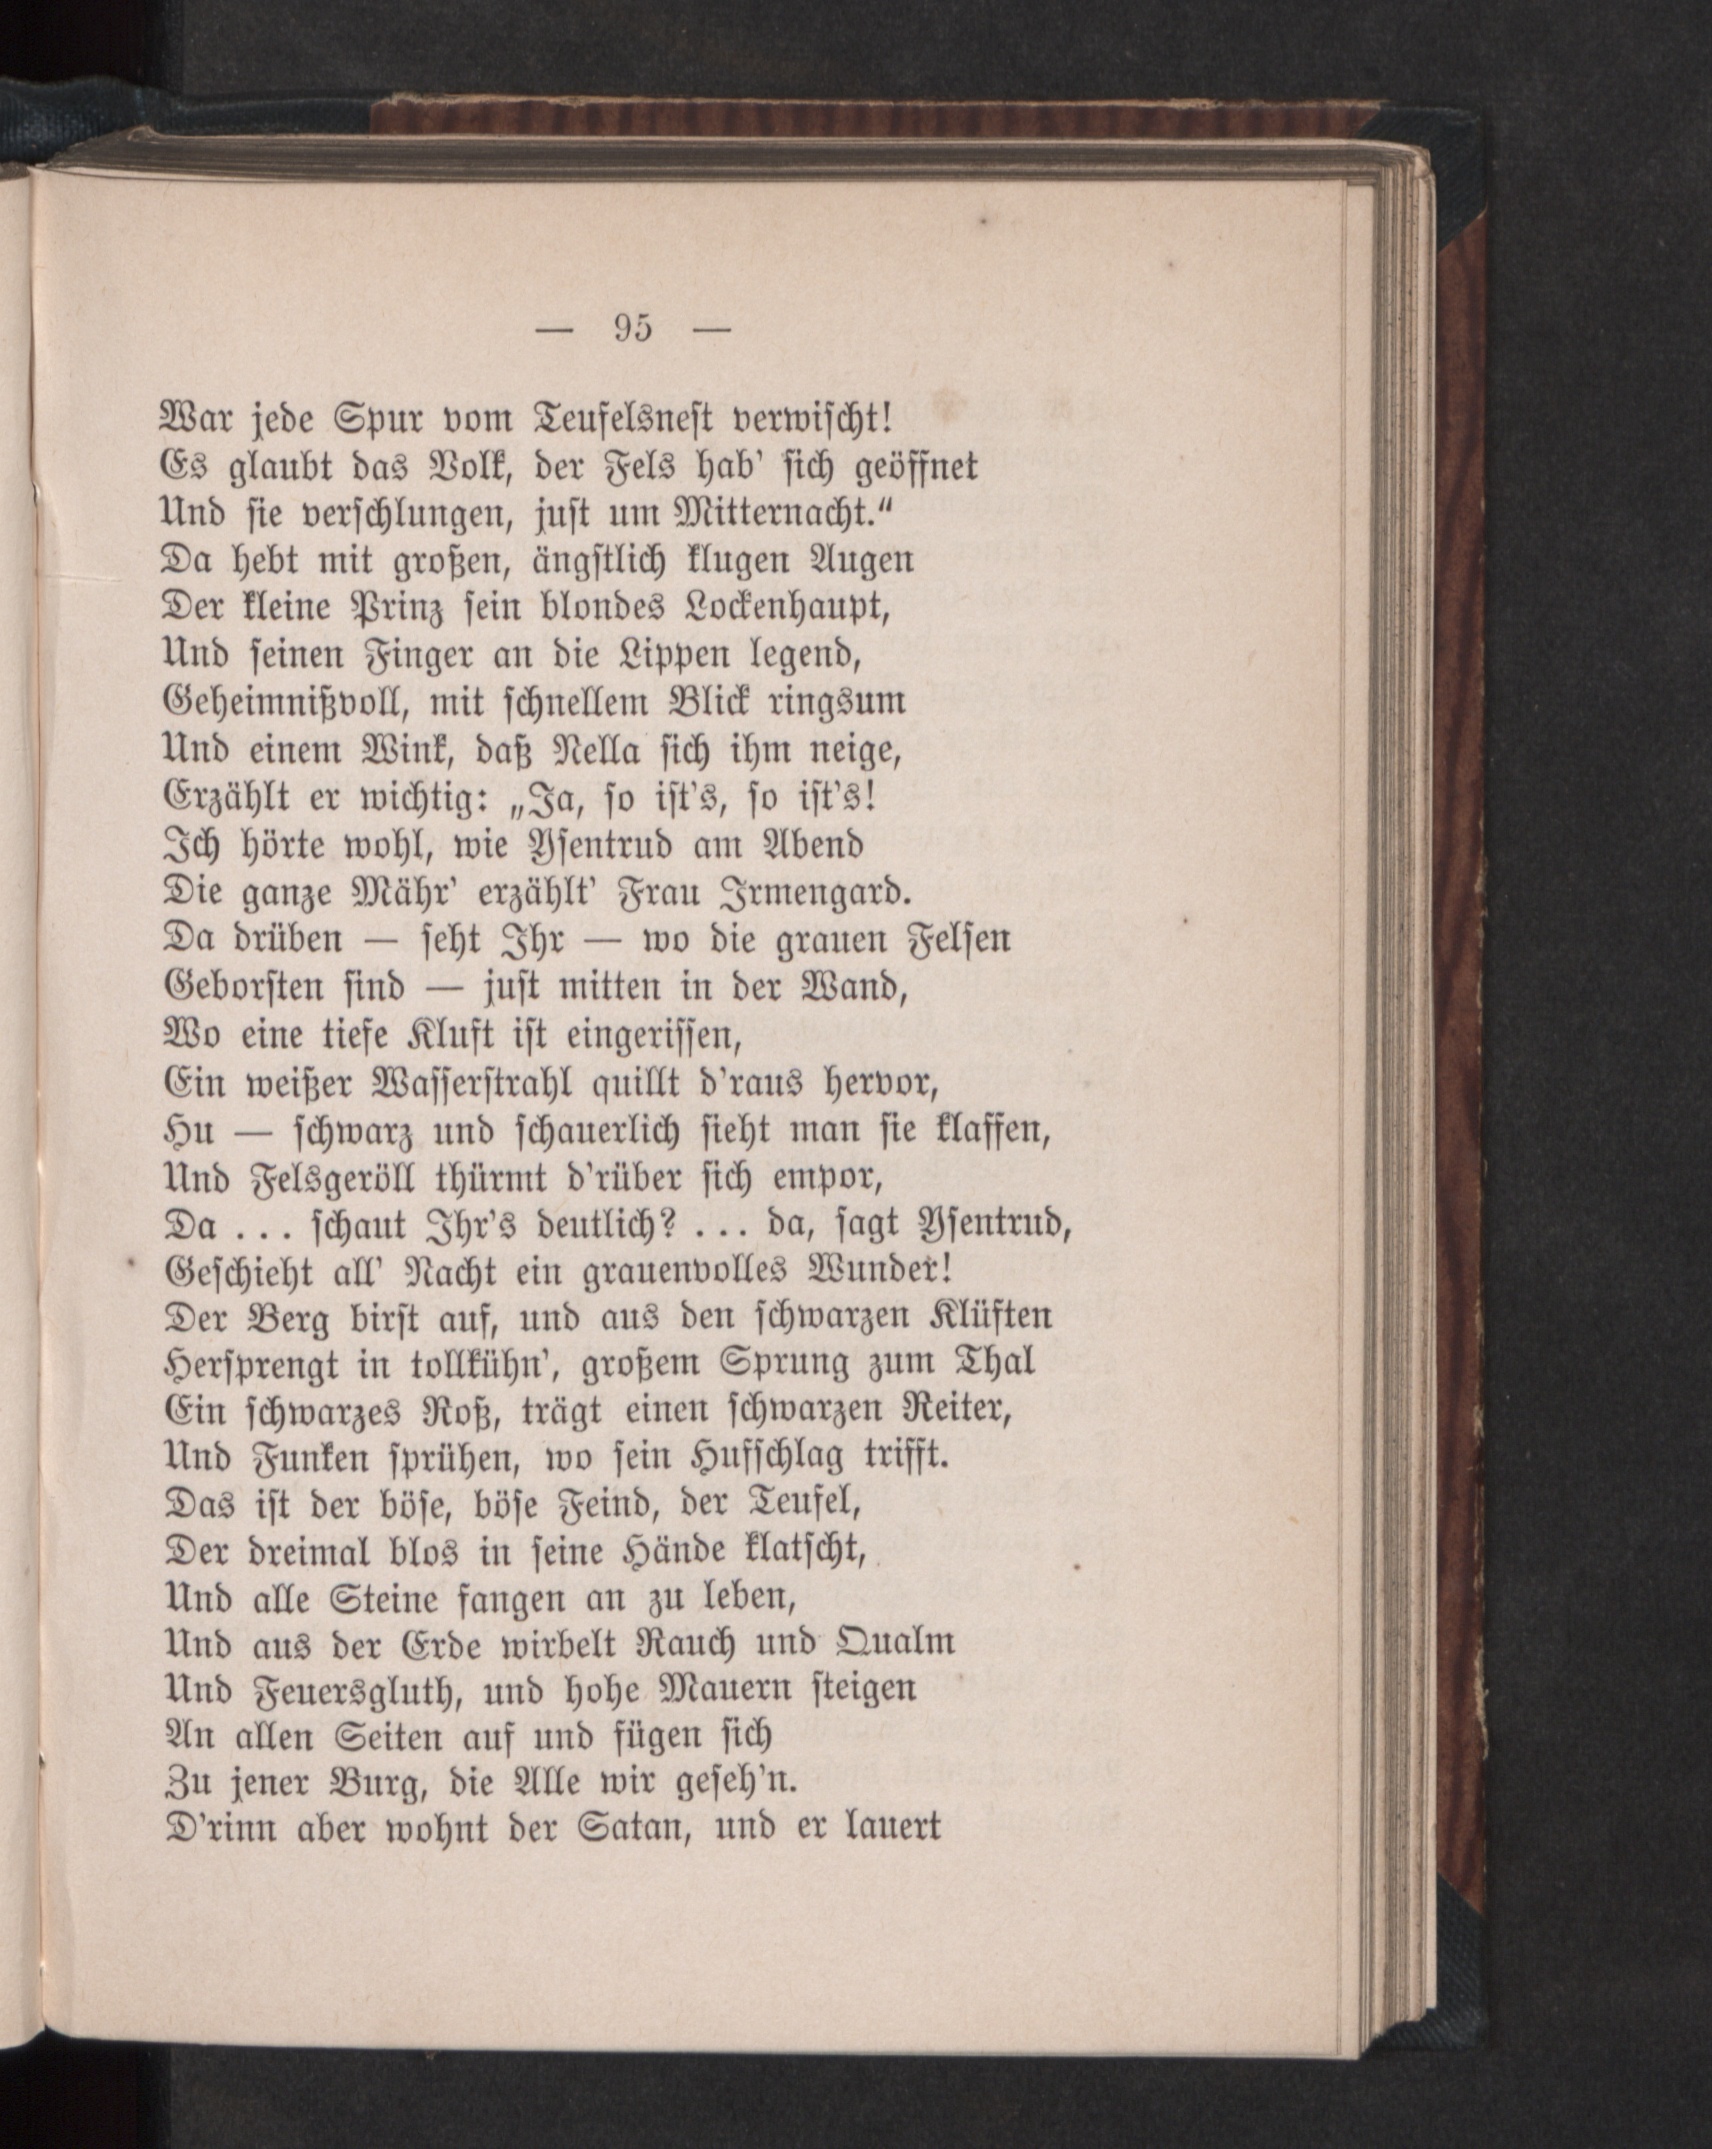 — 95 —
War jede Spur vom Teufelsnest verwischt!
Es glaubt das Volk, der Fels hab' sich geöffnet
Und sie verschlungen, just um Mitternacht.“
Da hebt mit großen, ängstlich klugen Augen
Der kleine Prinz sein blondes Lockenhaupt,
Und seinen Finger an die Lippen legend,
Geheimnißvoll, mit schnellem Blick ringsum
Und einem Wink, daß Nella sich ihm neige,
Erzählt er wichtig: „Ja, so ist's, so ist's!
Ich hörte wohl, wie Ysentrud am Abend
Die ganze Mähr' erzählt' Frau Irmengard.
Da drüben — seht Ihr — wo die grauen Felsen
Geborsten sind — just mitten in der Wand,
Wo eine tiefe Kluft ist eingerissen,
Ein weißer Wasserstrahl quillt d'raus hervor,
Hu — schwarz und schauerlich sieht man sie klaffen,
Und Felsgeröll thürmt d'rüber sich empor,
Da . . . schaut Ihr's deutlich? . . . da, sagt Ysentrud,
Geschieht all' Nacht ein grauenvolles Wunder!
Der Berg birst auf, und aus den schwarzen Klüften
Hersprengt in tollkühn', großem Sprung zum Thal
Ein schwarzes Roß, trägt einen schwarzen Reiter,
Und Funken sprühen, wo sein Hufschlag trifft.
Das ist der böse, böse Feind, der Teufel,
Der dreimal blos in seine Hände klatscht,
Und alle Steine fangen an zu leben,
Und aus der Erde wirbelt Rauch und Qualm
Und Feuersgluth, und hohe Mauern steigen
An allen Seiten auf und fügen sich
Zu jener Burg, die Alle wir geseh'n.
D'rinn aber wohnt der Satan, und er lauert